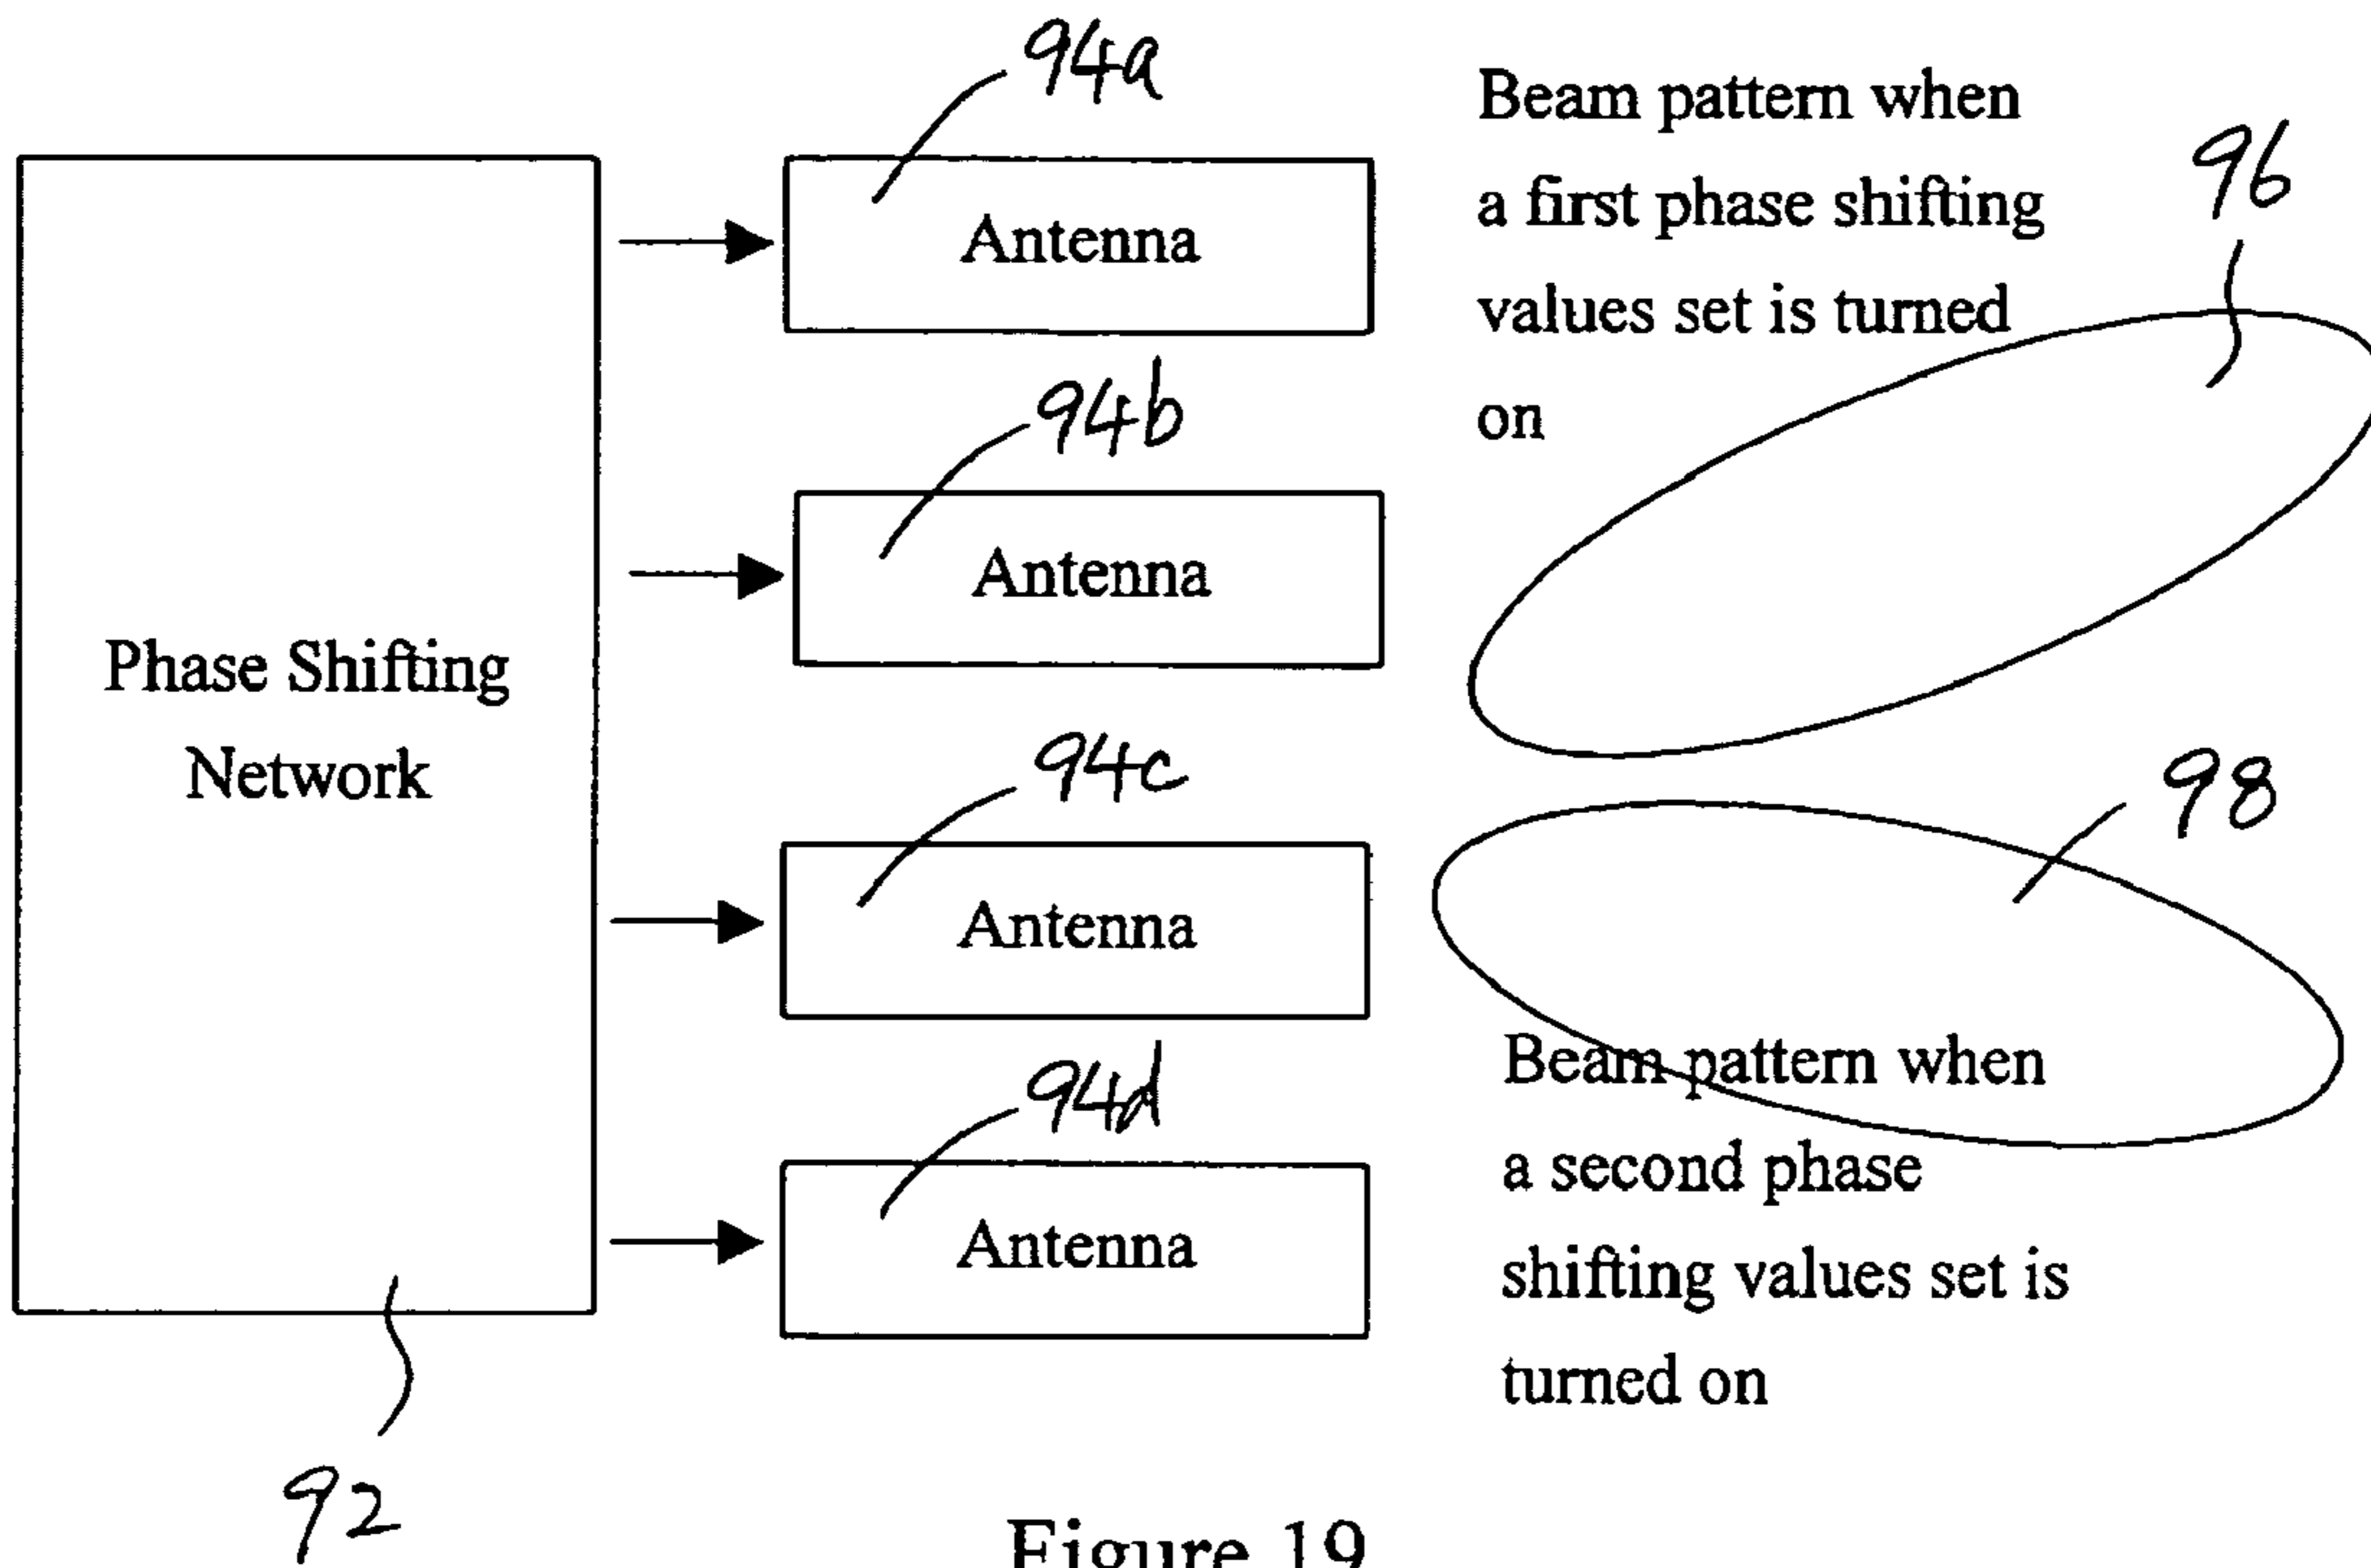 94a
Beam pattern when
a first phase shifting
values set is turned
on
96
Antenna
94b
Antenna
Phase Shifting
Network
94c
Antenna
98
94d
Antenna
Beam pattern when
a second phase
shifting values set is
turned on
92
Figure 19